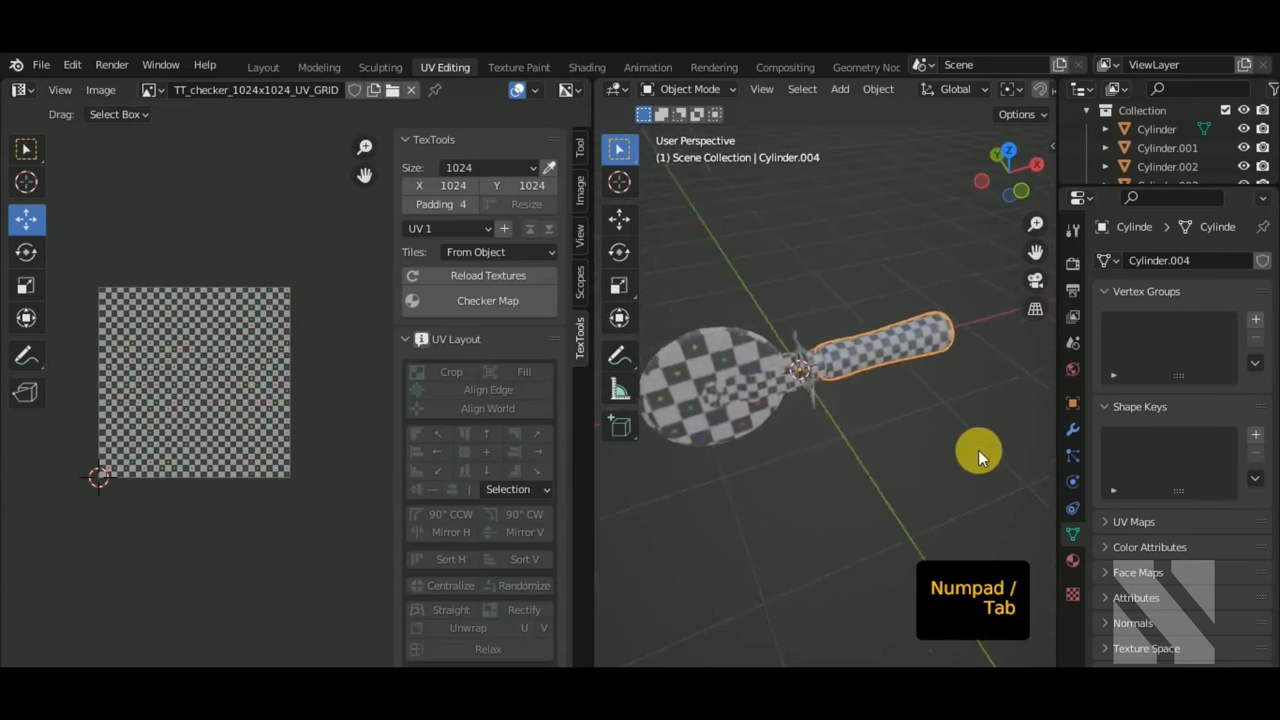 File Edit Render Window Help Layout Modeling Sculpting UV Editing Texture Paint Shading Animation Rendering Compositing Geometry Noc Scene ViewLayer
View Image TT_checker_1024x1024_UV_GRID
Drag: Select Box
TexTools
Size: 1024
X 1024 Y 1024
Padding 4 Resize
UV 1
Tiles: From Object
Reload Textures
Checker Map
UV Layout
Crop Fill
Align Edge
Align World
Selection
90° CCW 90° CW
Mirror H Mirror V
Sort H Sort V
Centralize Randomize
Straight Rectify
Unwrap U V
Relax
Tool
Image
View
Scopes
TexTools
Object Mode View Select Add Object Global
Options
User Perspective
(1) Scene Collection | Cylinder.004
X
Y
Z
Numpad /
Tab
Collection
Cylinder
Cylinder.001
Cylinder.002
Cylinde > Cylinde
Cylinder.004
Vertex Groups
Shape Keys
UV Maps
Color Attributes
Face Maps
Attributes
Normals
Texture Space